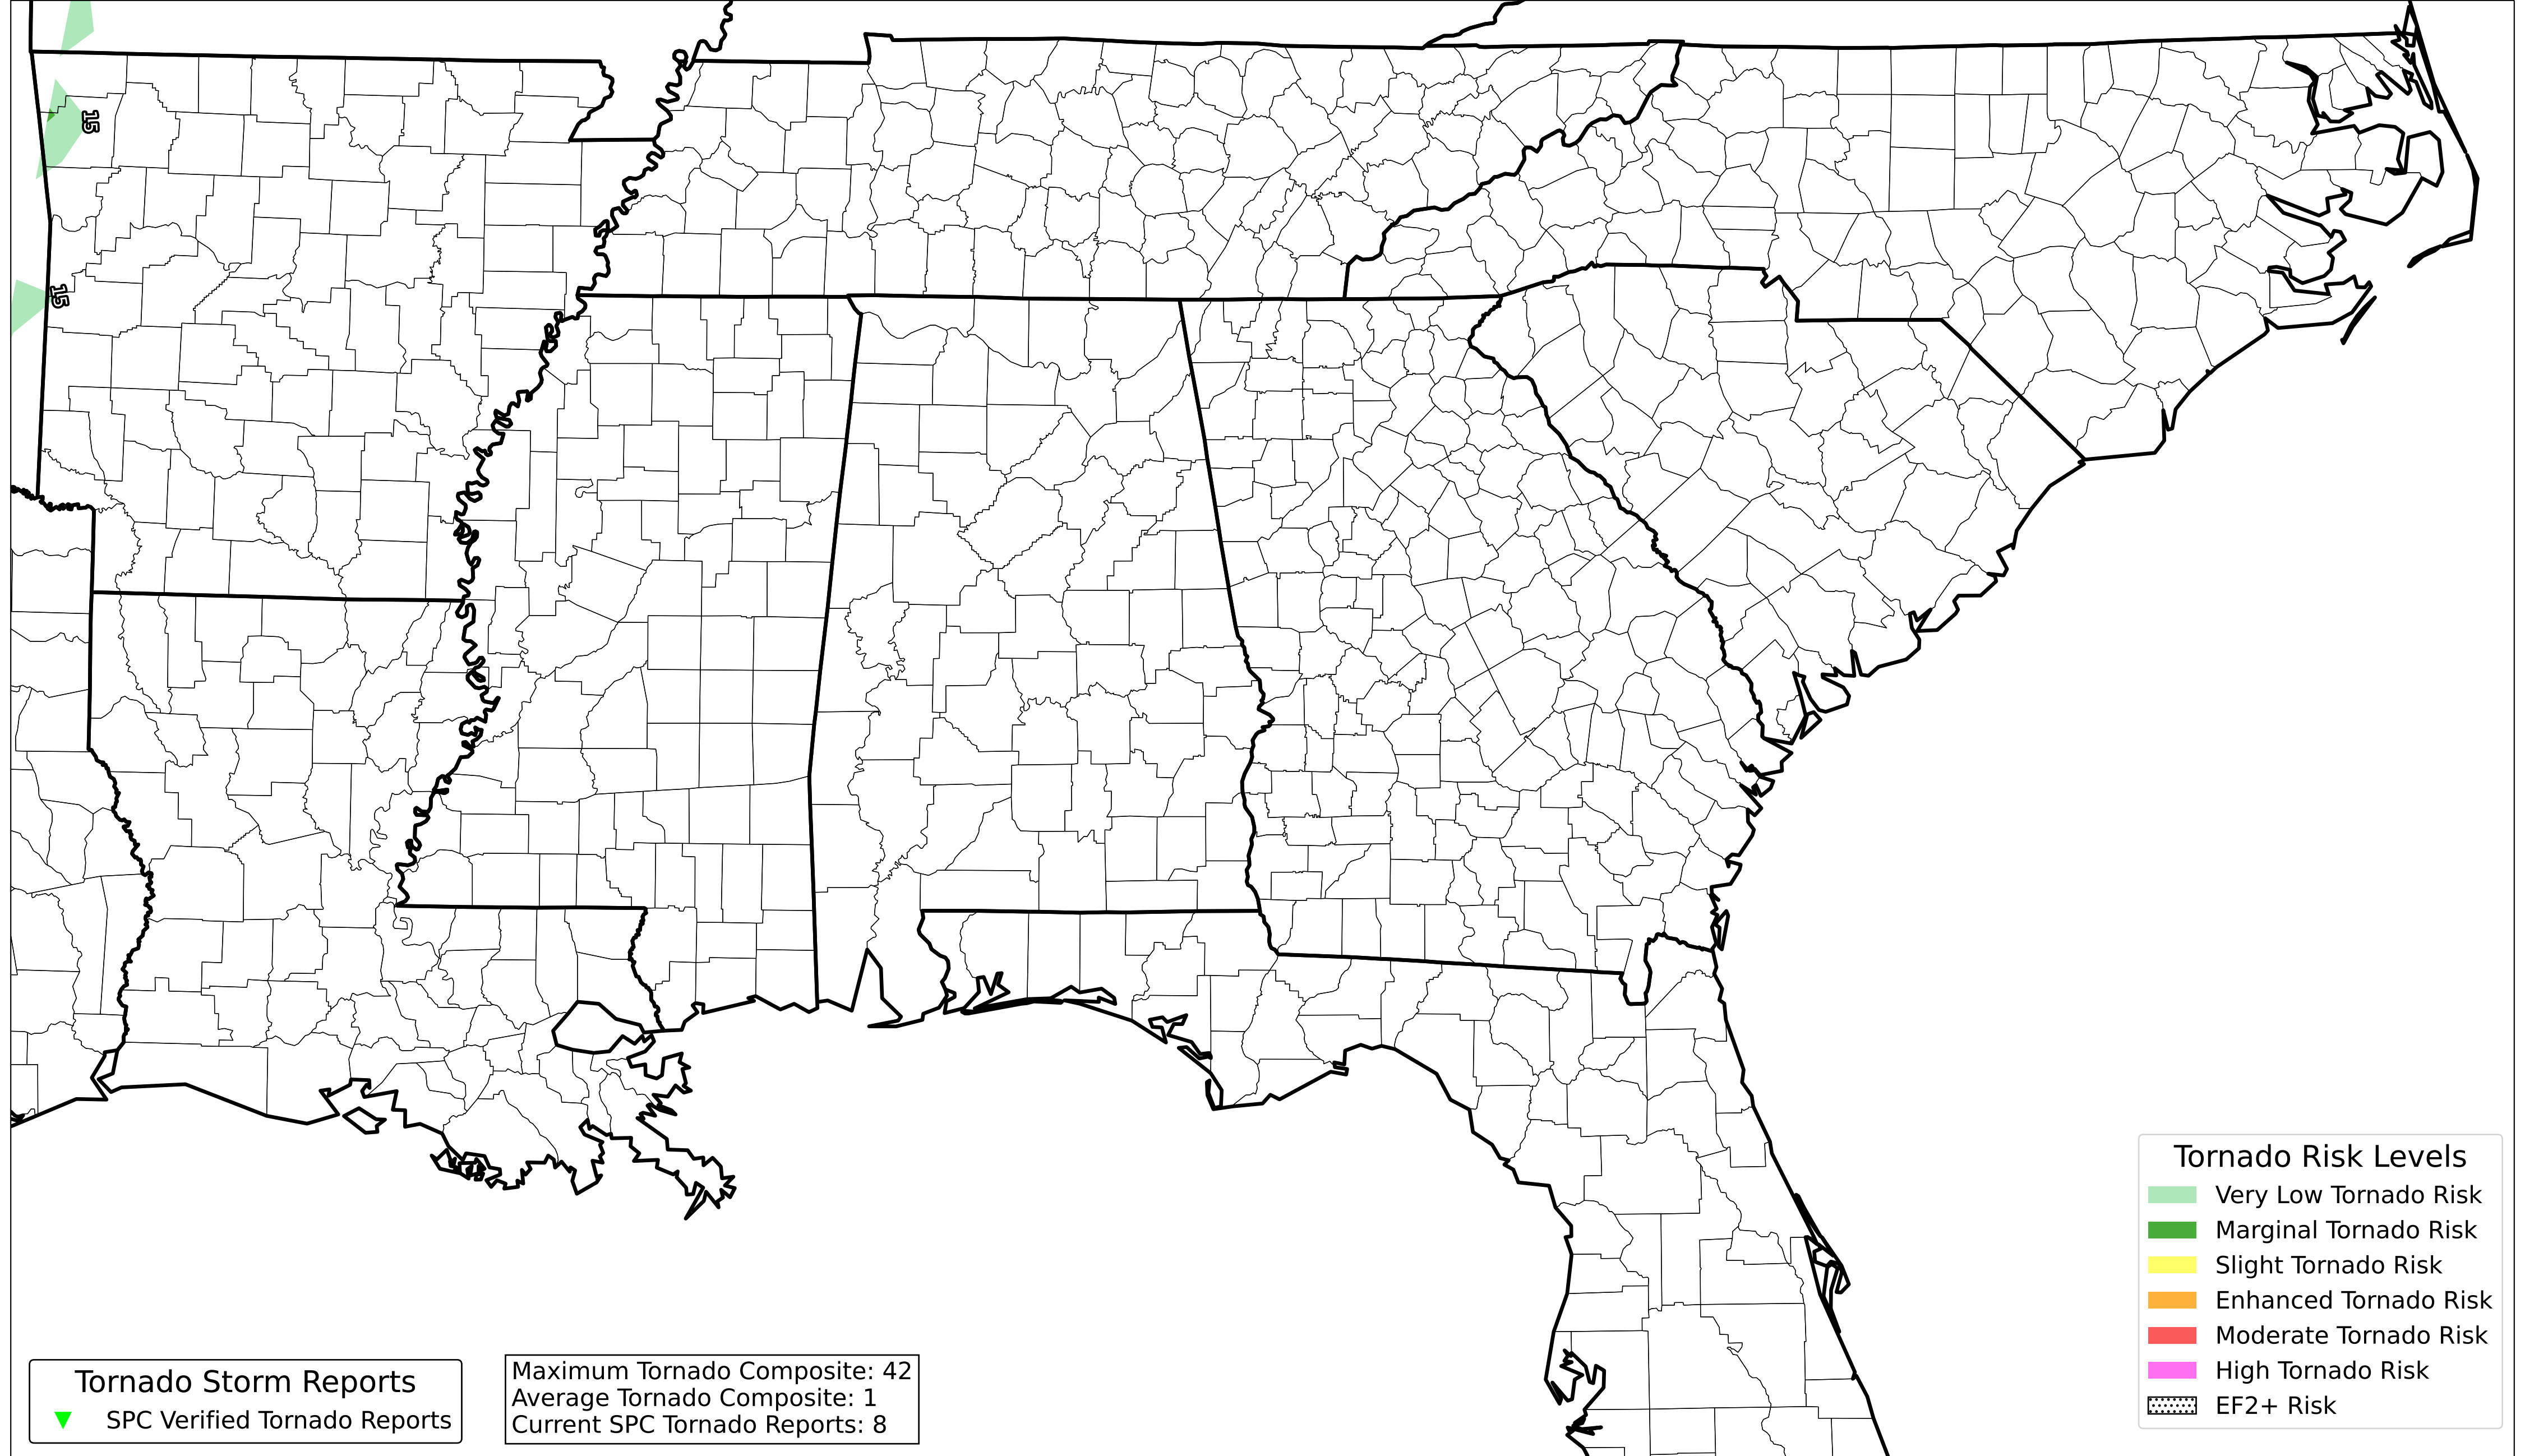 15
15
Tornado Risk Levels
Very Low Tornado Risk
Marginal Tornado Risk
Slight Tornado Risk
Enhanced Tornado Risk
Moderate Tornado Risk
High Tornado Risk
EF2+ Risk
Tornado Storm Reports
SPC Verified Tornado Reports
Maximum Tornado Composite: 42
Average Tornado Composite: 1
Current SPC Tornado Reports: 8